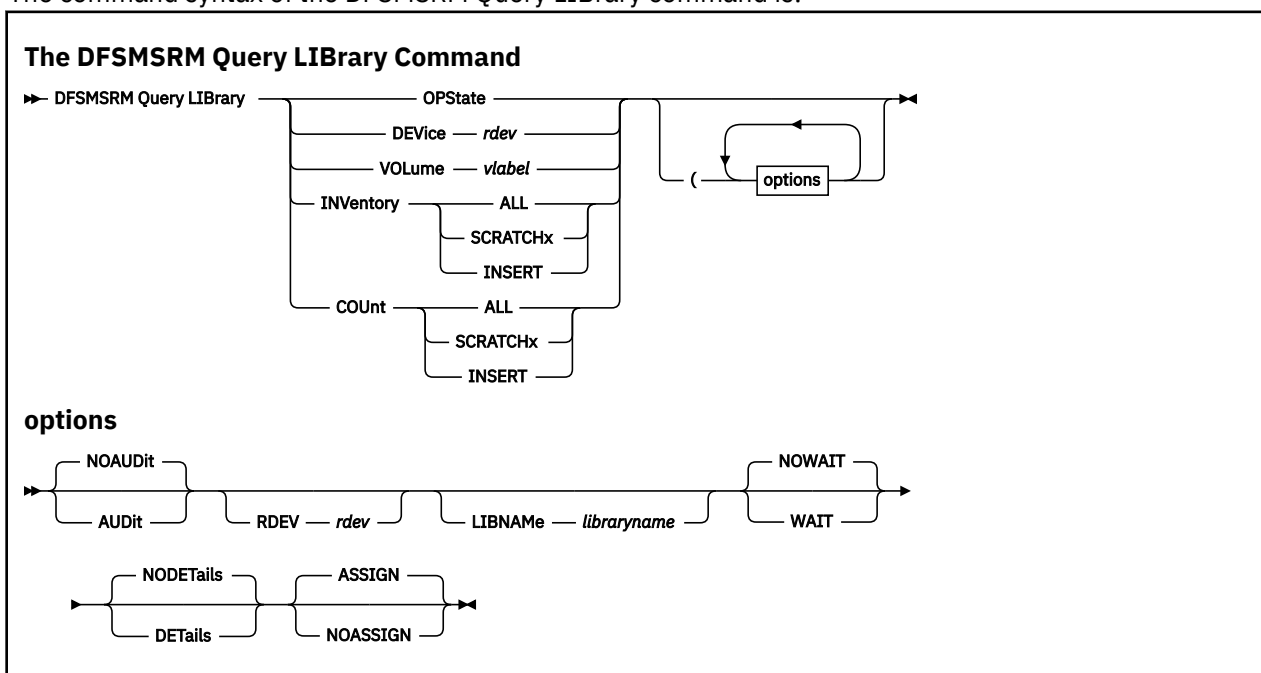 The command syntax of the DFSMSRM Query LIBrary command is:
The DFSMSRM Query LIBrary Command
DFSMSRM Query LIBrary OPState
DEVice rdev
( options
VOLume vlabel
INVentory ALL
SCRATCHx
INSERT
COUnt ALL
SCRATCHx
INSERT
options
NOAUDit NOWAIT
AUDit RDEV rdev LIBNAMe libraryname WAIT
NODETails ASSIGN
DETails NOASSIGN